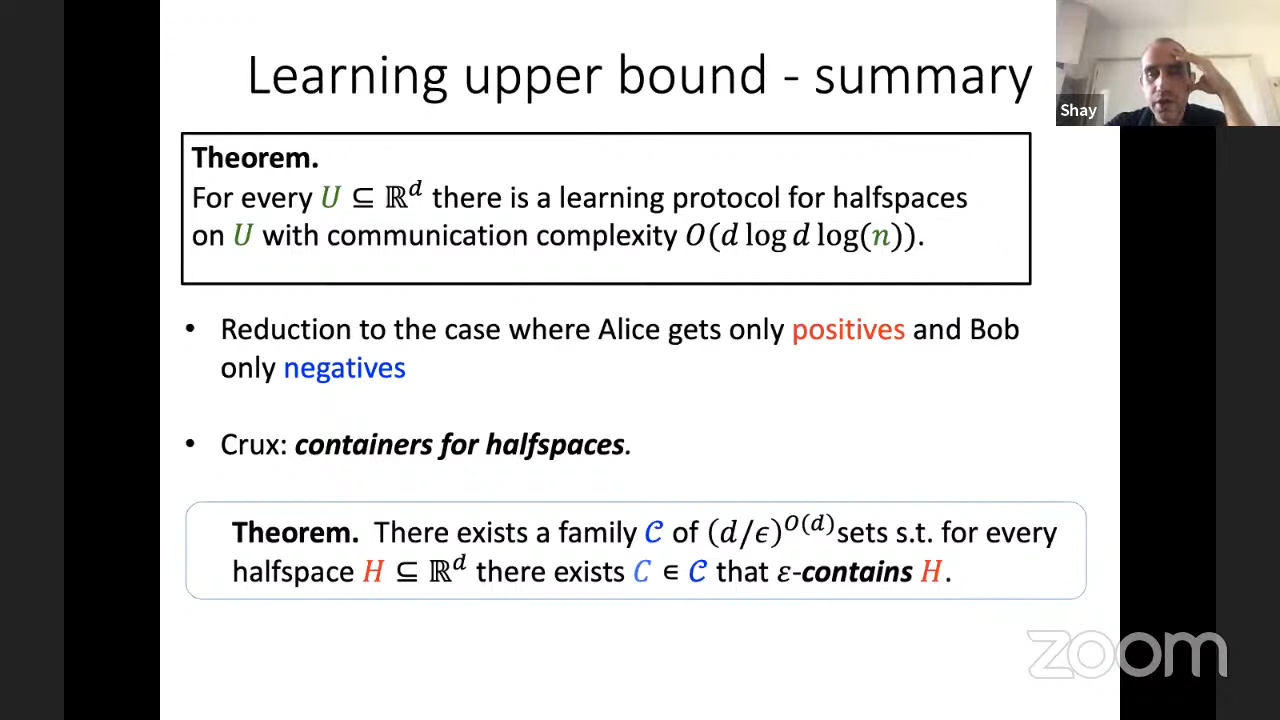 Learning upper bound - summary
Shay
Theorem.
For every U ⊆ ℝ^d there is a learning protocol for halfspaces
on U with communication complexity O(d log d log(n)).
• Reduction to the case where Alice gets only positives and Bob
only negatives
• Crux: containers for halfspaces.
Theorem. There exists a family 𝒞 of (d/ϵ)^{O(d)} sets s.t. for every
halfspace H ⊆ ℝ^d there exists C ∈ 𝒞 that ε-contains H.
zoom